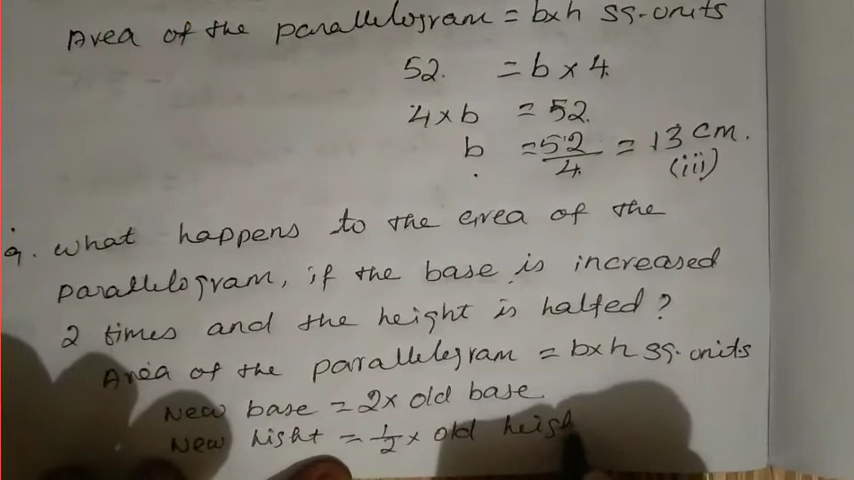 Area of the parallelogram = b×h sq.units
52. = b × 4
4 × b = 52.
b = 52/4 = 13 cm.
(iii)
9. What happens to the area of the
parallelogram, if the base is increased
2 times and the height is halfed?
Area of the parallelogram = b×h sq.units
New base = 2× old base
New hight = 1/2 × old heigh